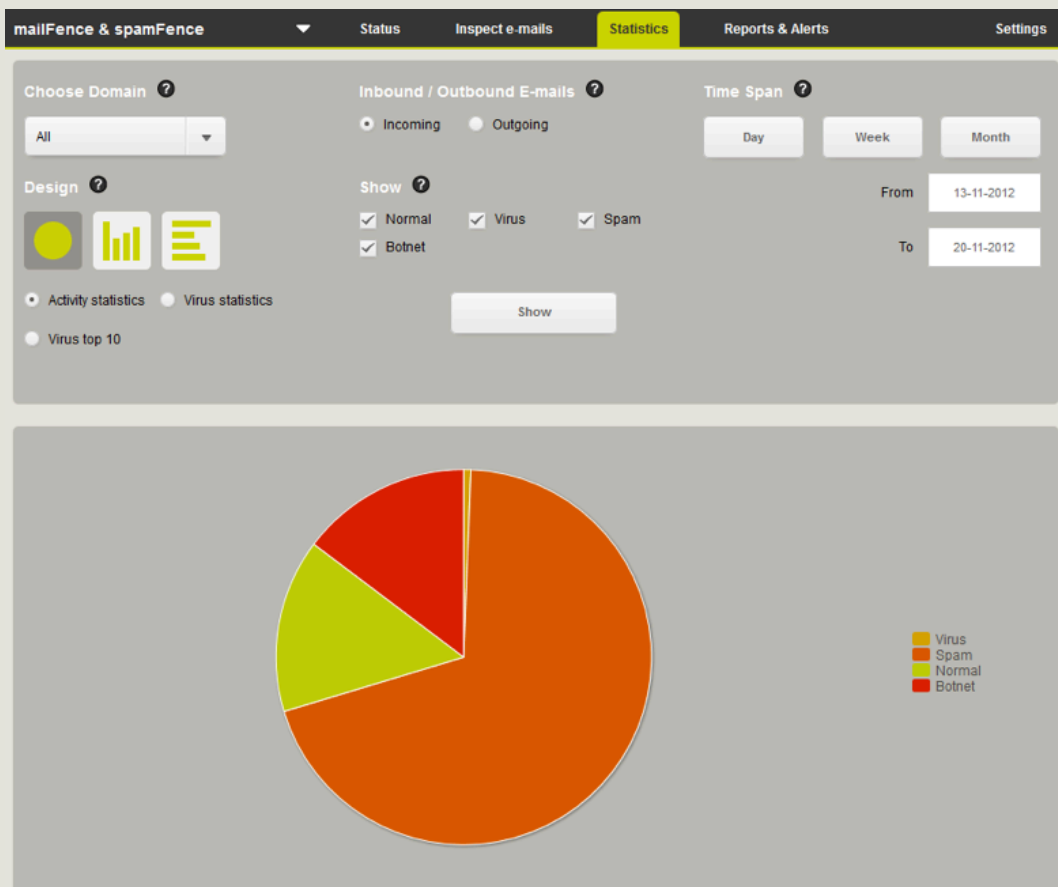 mailFence & spamFence
Status
Inspect e-mails
Statistics
Reports & Alerts
Settings
Choose Domain ?
All
Inbound / Outbound E-mails ?
Incoming
Outgoing
Time Span ?
Day
Week
Month
From
13-11-2012
To
20-11-2012
Design ?
Activity statistics
Virus statistics
Virus top 10
Show ?
Normal
Virus
Spam
Botnet
Show
Virus
Spam
Normal
Botnet